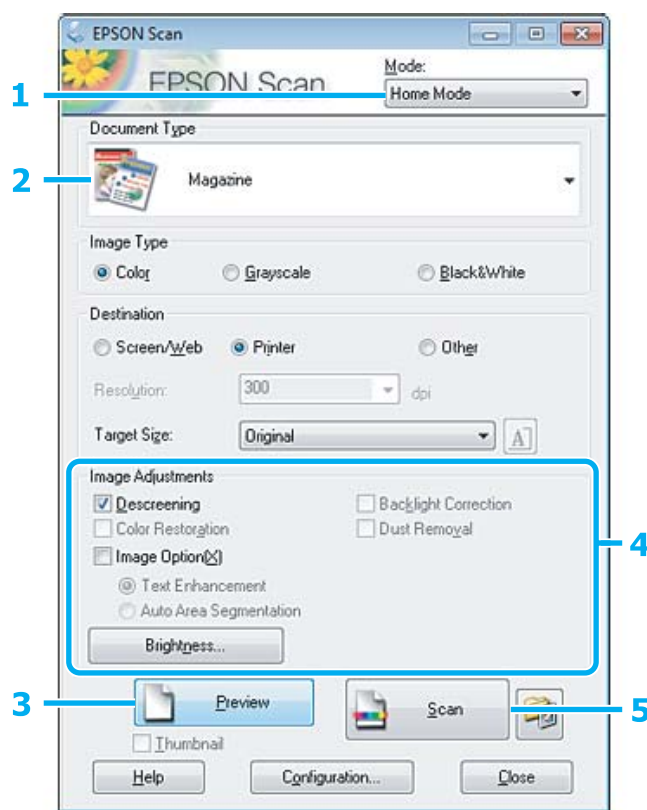 EPSON Scan
EPSON Scan
Mode:
1
Home Mode
Document Type
2
Magazine
Image Type
Color Grayscale Black&White
Destination
Screen/Web Printer Other
Resolution: 300 dpi
Target Size: Original A
Image Adjustments
Descreening Backlight Correction
Color Restoration Dust Removal
4
Image Option(X)
Text Enhancement
Auto Area Segmentation
Brightness...
3 Preview Scan 5
Thumbnail
Help Configuration... Close